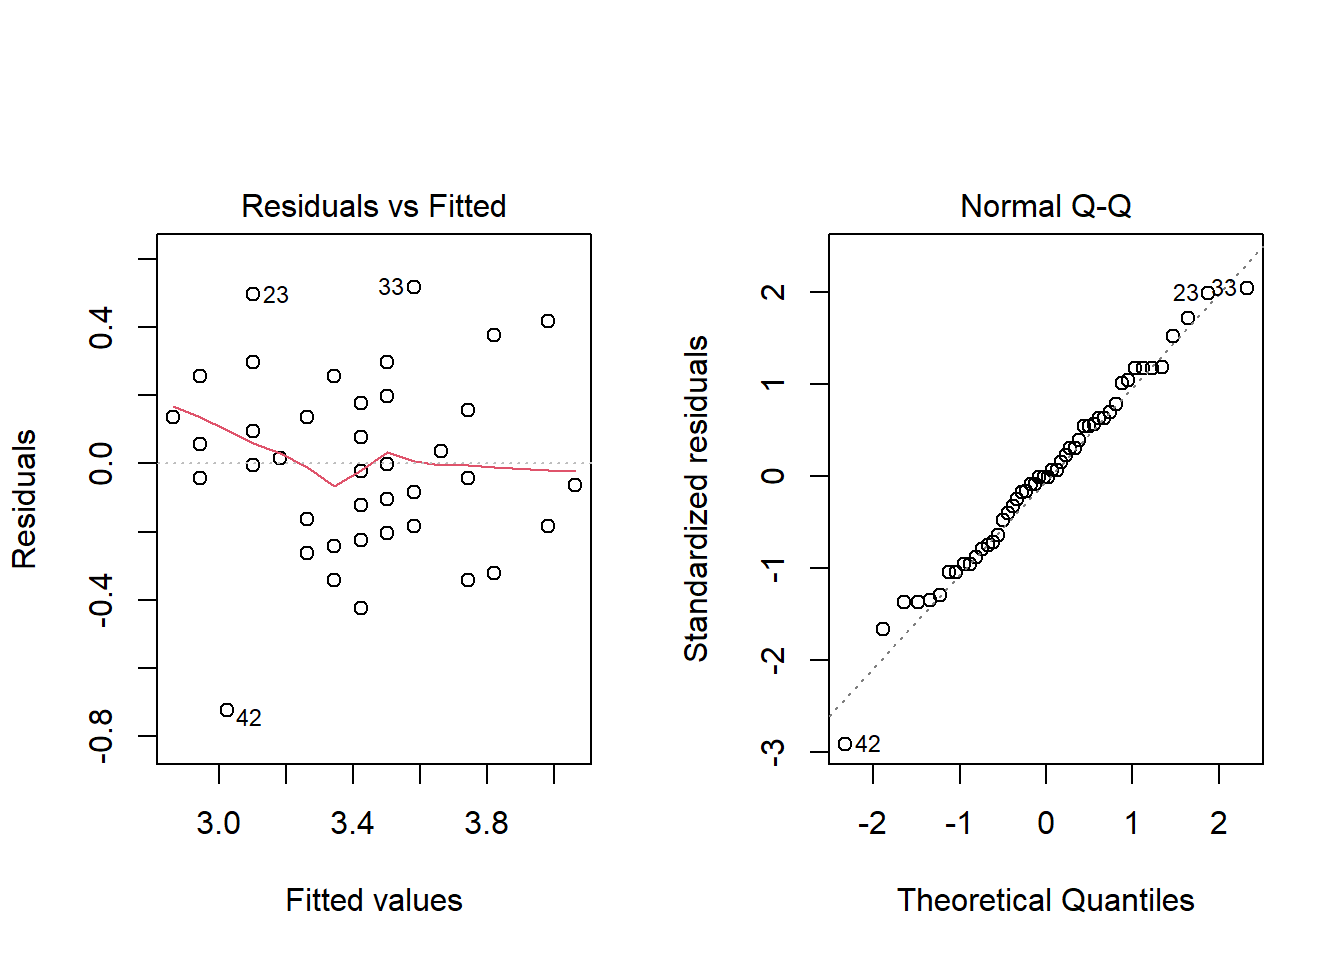 Residuals vs Fitted
Residuals
0.4
0.0
-0.4
-0.8
23
33
42
3.0 3.4 3.8
Fitted values
Normal Q-Q
Standardized residuals
2
1
0
-1
-2
-3
23 33
42
-2 -1 0 1 2
Theoretical Quantiles